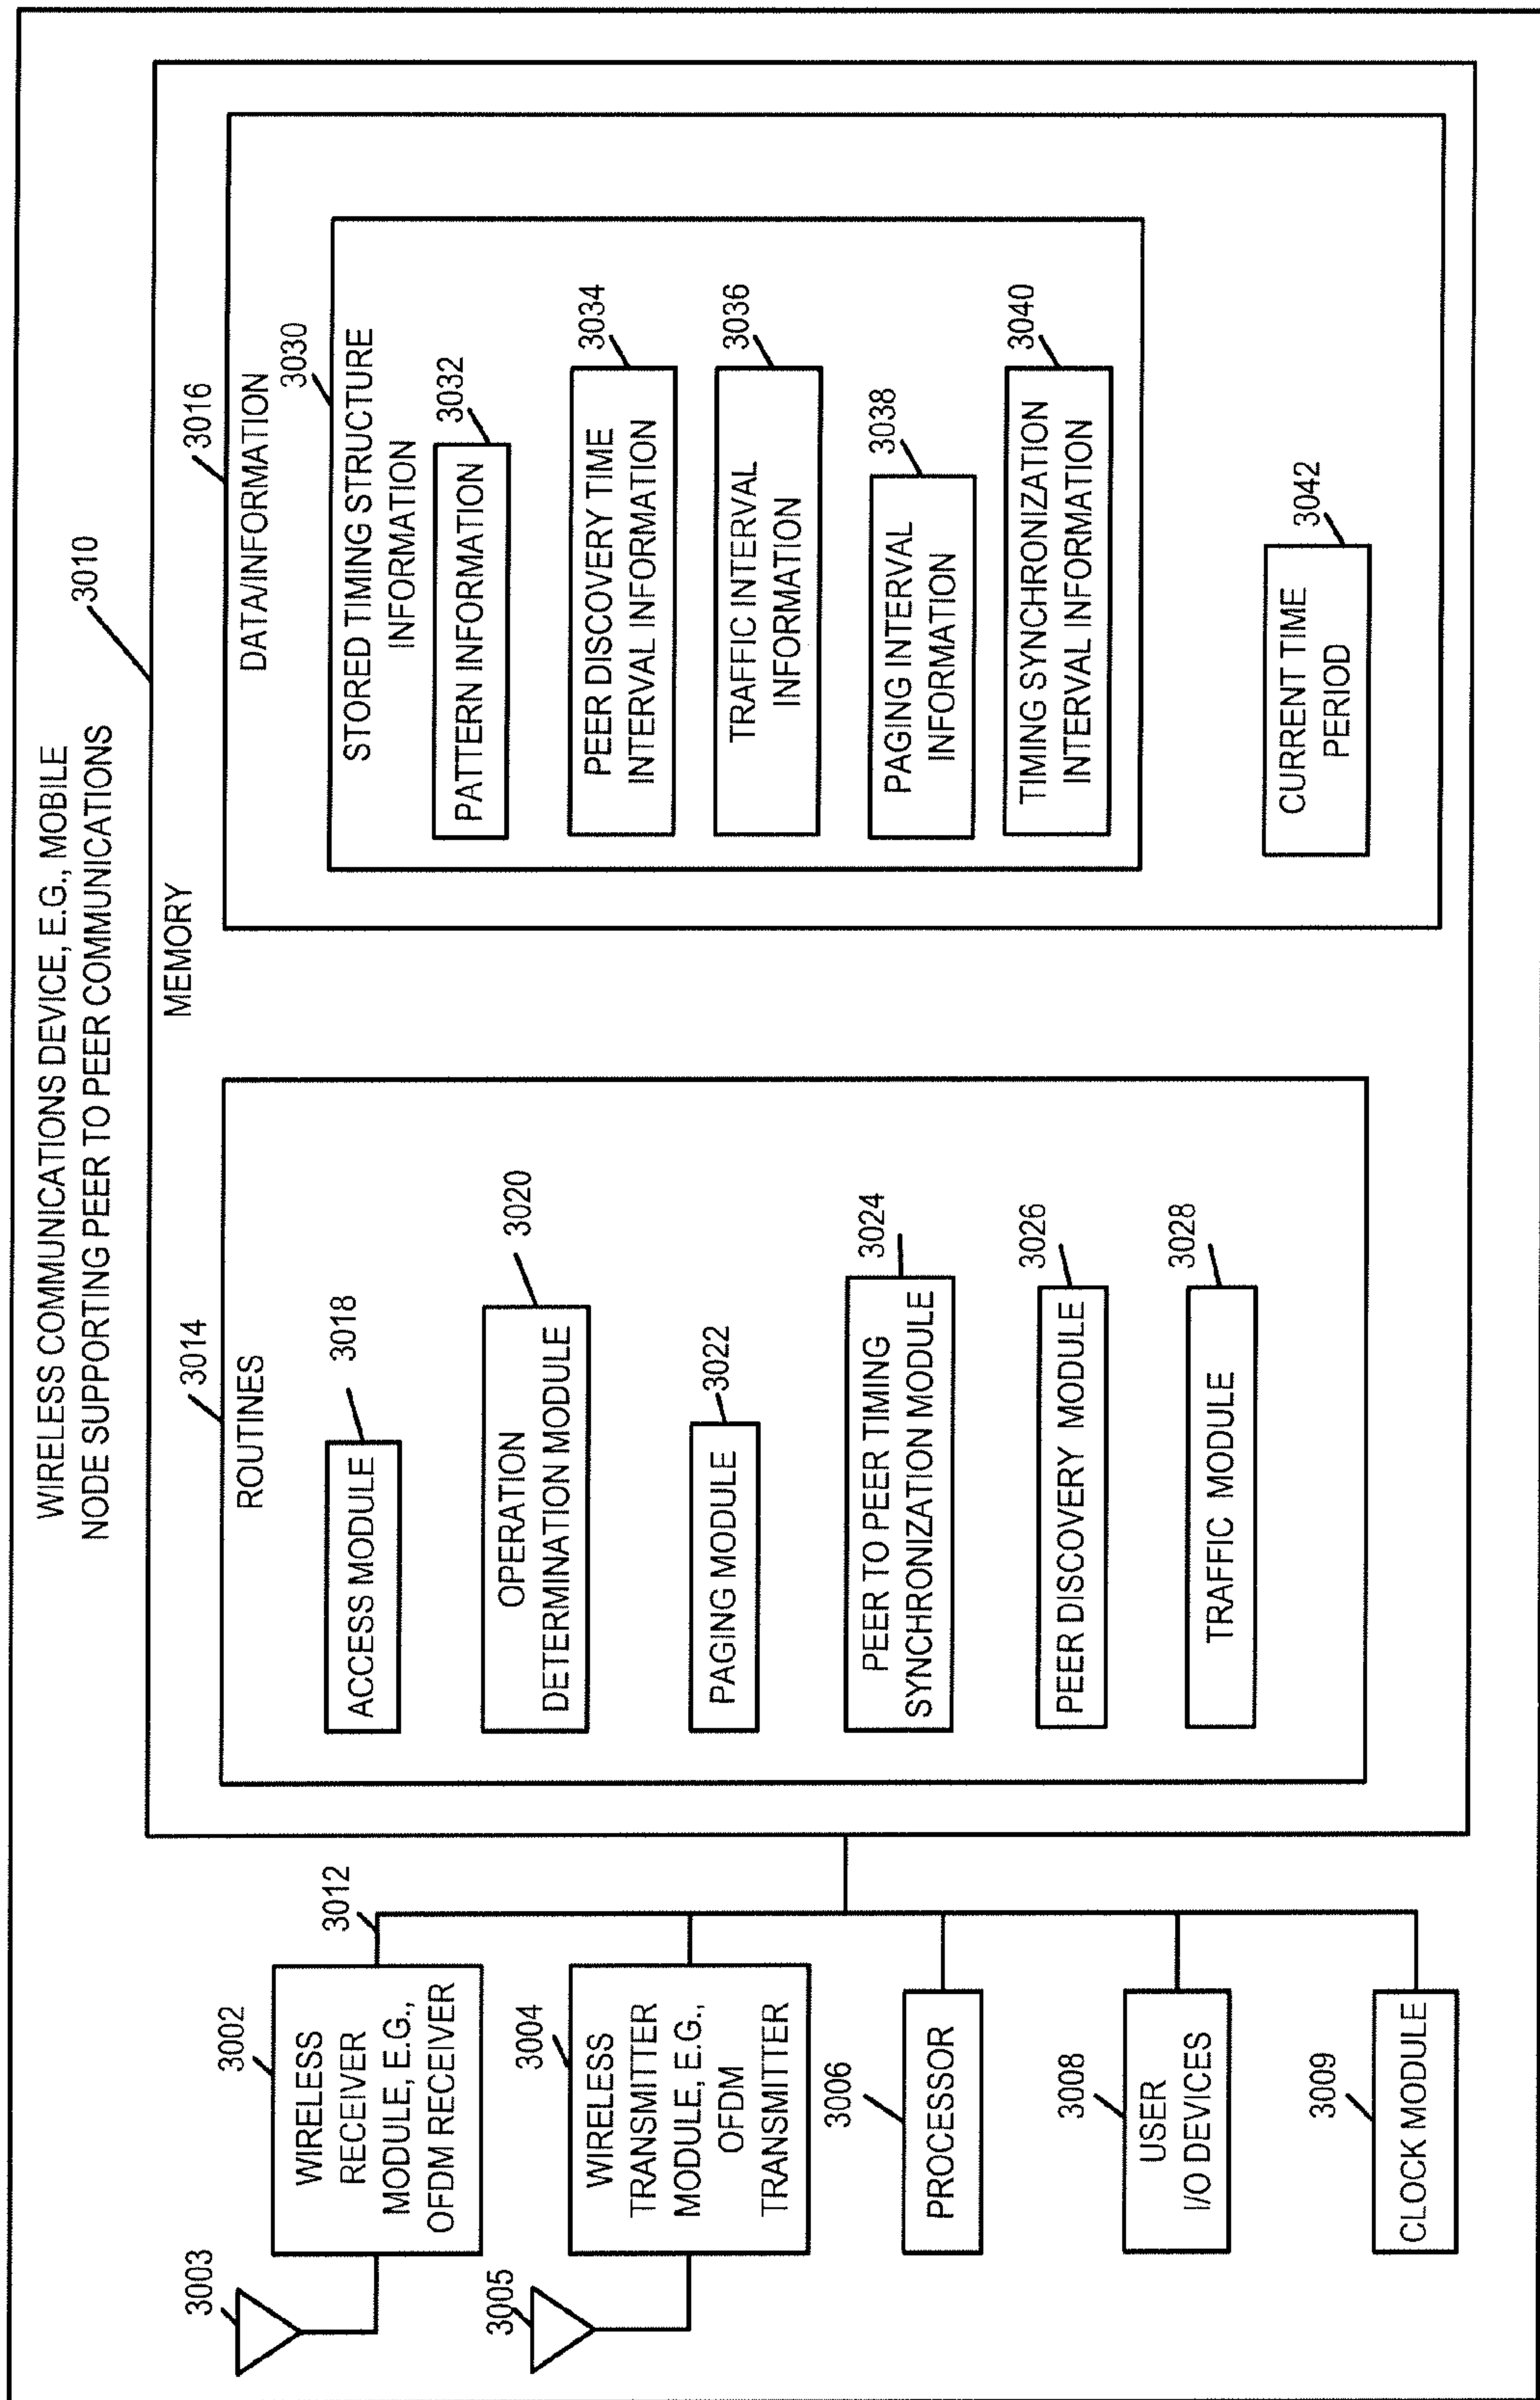 WIRELESS COMMUNICATIONS DEVICE, E.G., MOBILE
NODE SUPPORTING PEER TO PEER COMMUNICATIONS
3003
3002
WIRELESS
RECEIVER
MODULE, E.G.,
OFDM RECEIVER
3012
3005
3004
WIRELESS
TRANSMITTER
MODULE, E.G.,
OFDM
TRANSMITTER
3006
PROCESSOR
3008
USER
I/O DEVICES
3009
CLOCK MODULE
3010
MEMORY
3014
ROUTINES
3018
ACCESS MODULE
3020
OPERATION
DETERMINATION MODULE
3022
PAGING MODULE
3024
PEER TO PEER TIMING
SYNCHRONIZATION MODULE
3026
PEER DISCOVERY MODULE
3028
TRAFFIC MODULE
3016
DATA/INFORMATION
3030
STORED TIMING STRUCTURE
INFORMATION
3032
PATTERN INFORMATION
3034
PEER DISCOVERY TIME
INTERVAL INFORMATION
3036
TRAFFIC INTERVAL
INFORMATION
3038
PAGING INTERVAL
INFORMATION
3040
TIMING SYNCHRONIZATION
INTERVAL INFORMATION
3042
CURRENT TIME
PERIOD